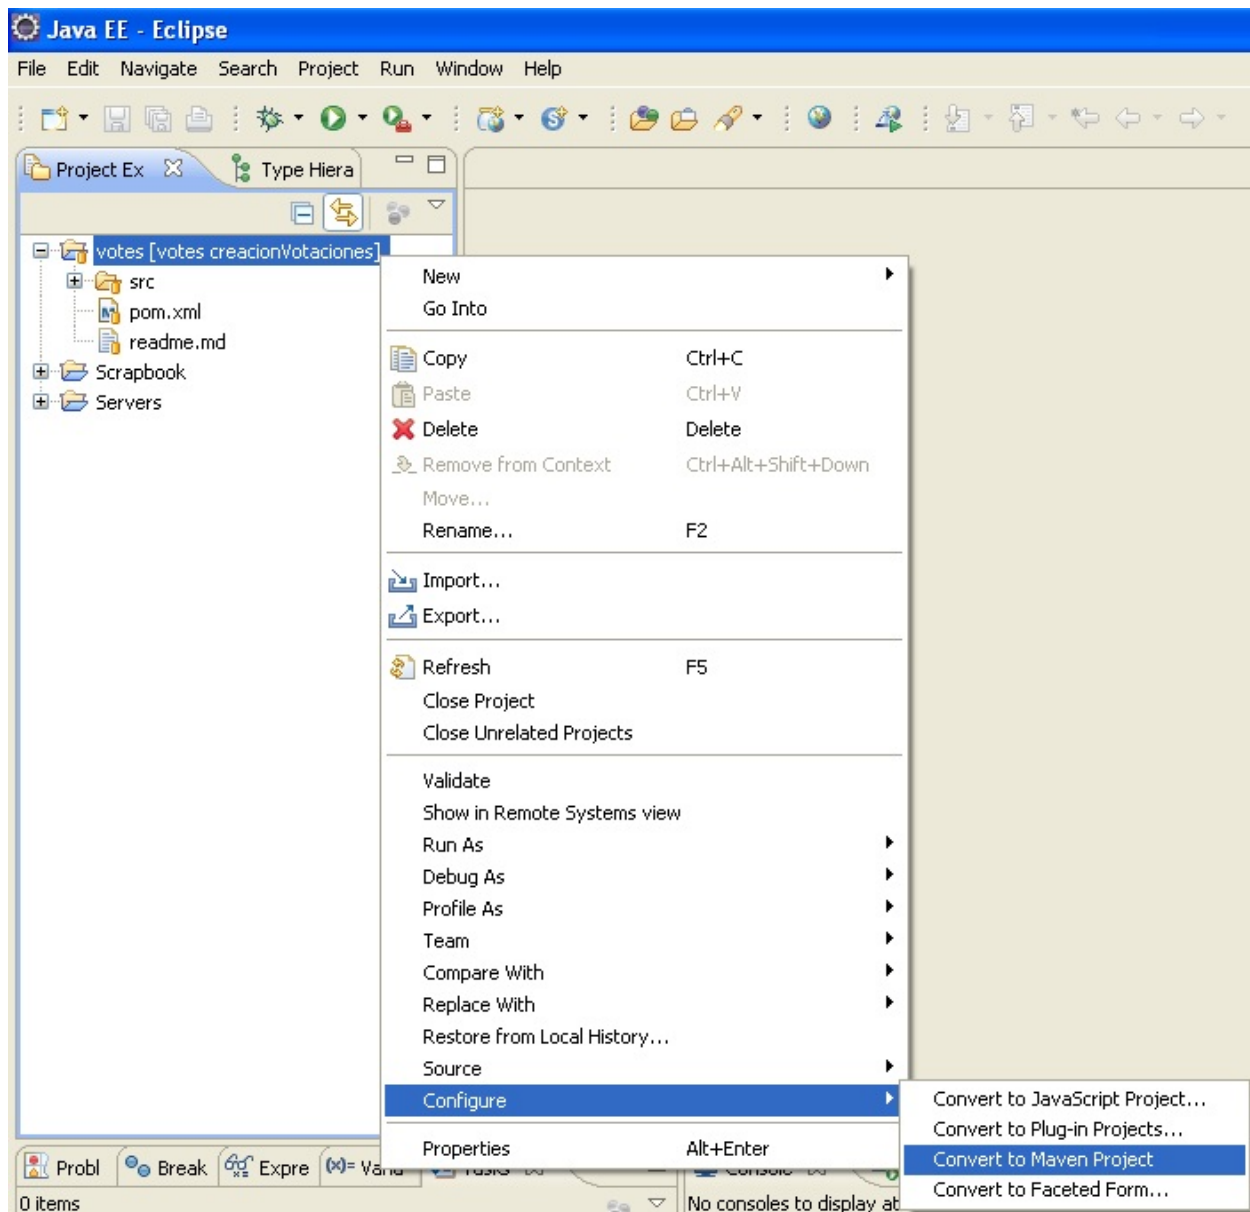 Java EE - Eclipse
File Edit Navigate Search Project Run Window Help
Project Ex Type Hiera
votes [votes creacionVotaciones]
src
pom.xml
readme.md
Scrapbook
Servers
New
Go Into
Copy Ctrl+C
Paste Ctrl+V
Delete Delete
Remove from Context Ctrl+Alt+Shift+Down
Move...
Rename... F2
Import...
Export...
Refresh F5
Close Project
Close Unrelated Projects
Validate
Show in Remote Systems view
Run As
Debug As
Profile As
Team
Compare With
Replace With
Restore from Local History...
Source
Configure
Properties Alt+Enter
Convert to JavaScript Project...
Convert to Plug-in Projects...
Convert to Maven Project
Convert to Faceted Form...
Probl Break Expre (x)= Console
0 items No consoles to display at